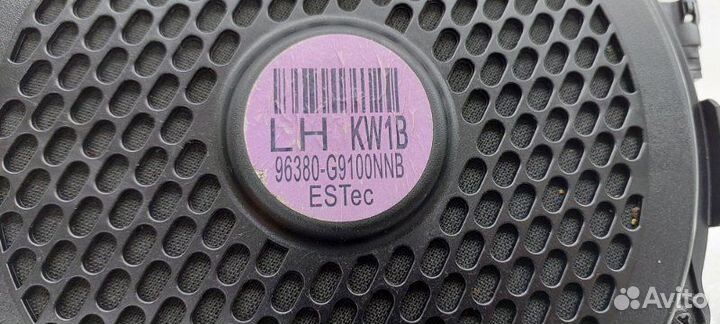 LH KW1B
96380-G9100NNB
ESTec
Avito